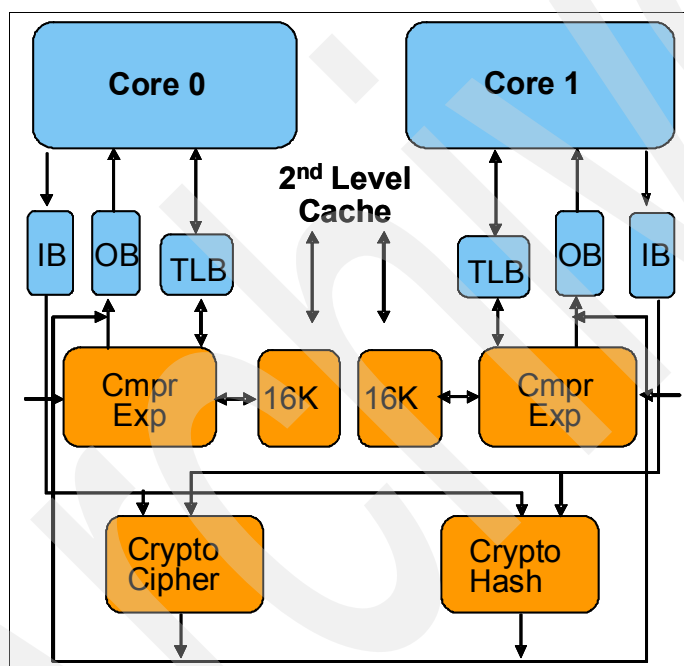 Core 0
Core 1
2nd Level
Cache
IB
OB
TLB
TLB
OB
IB
Cmpr
Exp
16K
16K
Cmpr
Exp
Crypto
Cipher
Crypto
Hash